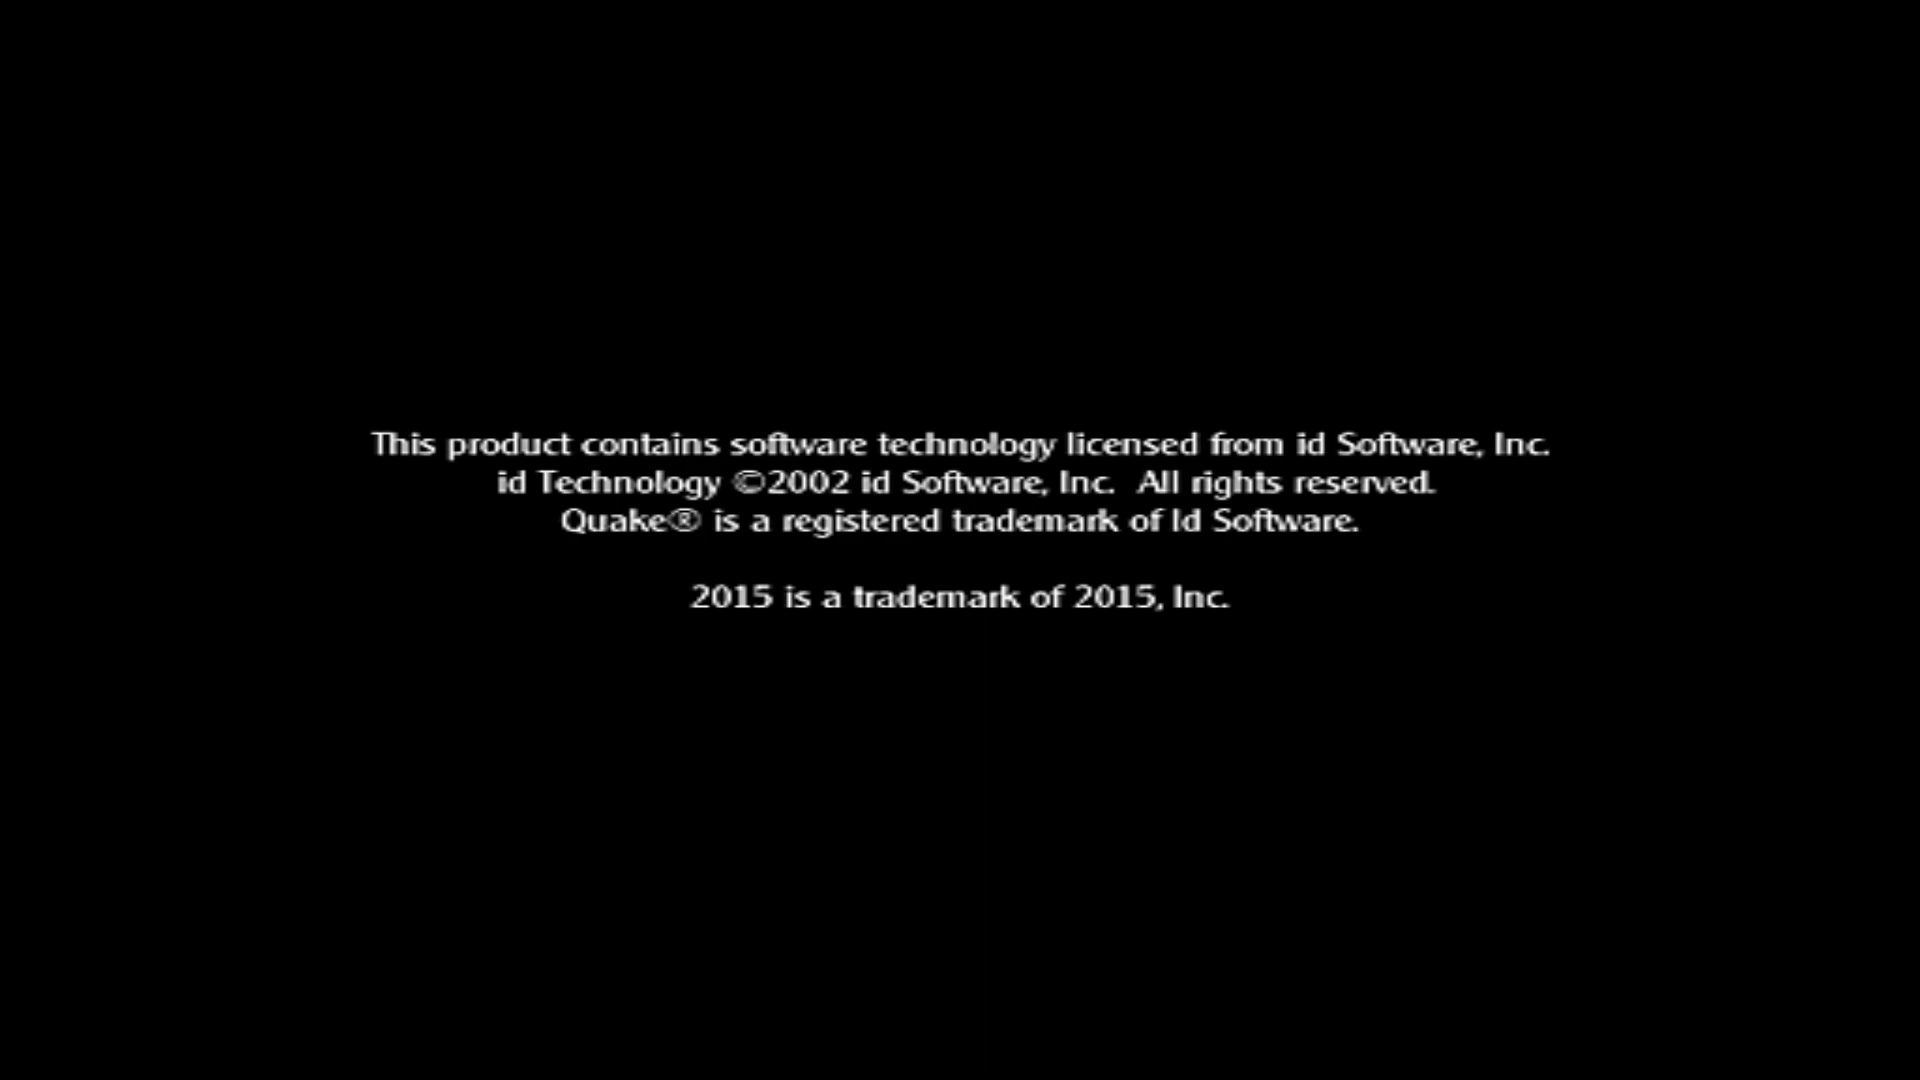 This product contains software technology licensed from id Software, Inc.
id Technology ©2002 id Software, Inc.  All rights reserved.
Quake® is a registered trademark of Id Software.
2015 is a trademark of 2015, Inc.